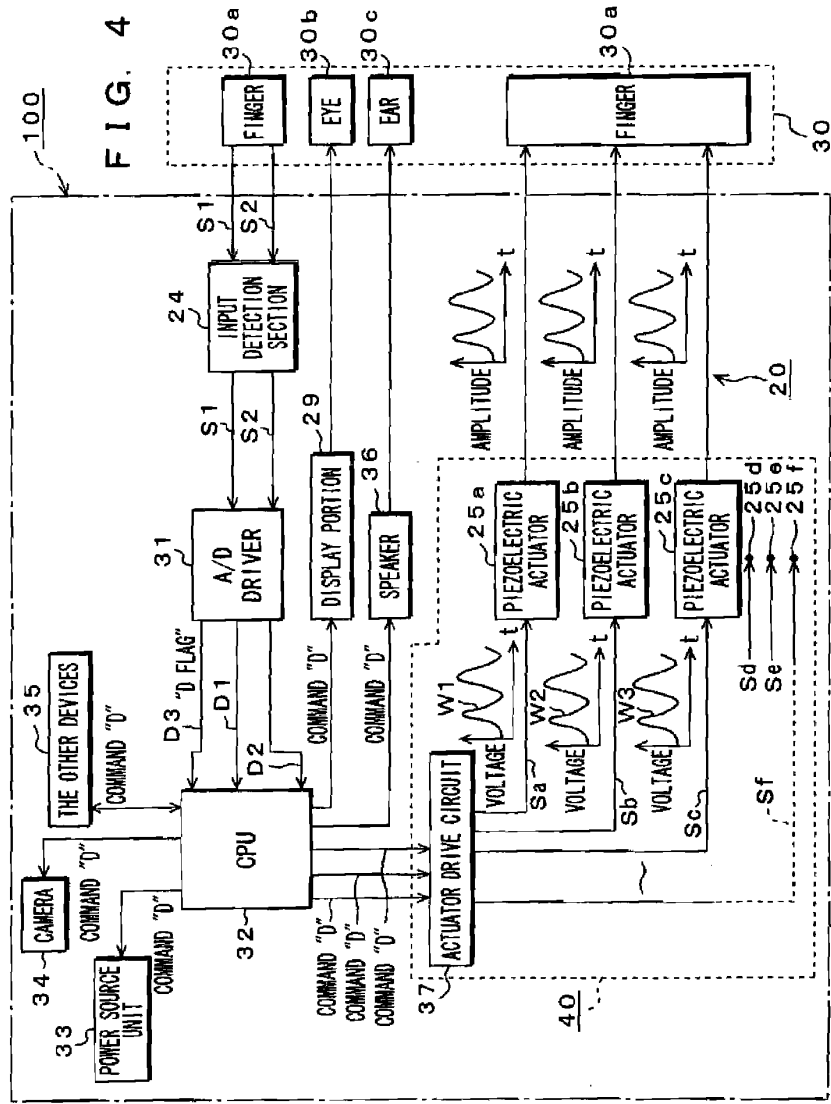 FIG. 4
100
35
THE OTHER DEVICES
COMMAND "D"
34
CAMERA
COMMAND "D"
33
POWER SOURCE
UNIT
COMMAND "D"
32
CPU
D3 "D FLAG"
D1
D2
31
A/D
DRIVER
S1
S2
24
INPUT
DETECTION
SECTION
S1
S2
FINGER
30a
EYE
30b
EAR
30c
COMMAND "D"
DISPLAY PORTION
29
COMMAND "D"
SPEAKER
36
COMMAND "D"
COMMAND "D"
COMMAND "D"
37
ACTUATOR DRIVE CIRCUIT
VOLTAGE
W1
t
Sa
PIEZOELECTRIC
ACTUATOR
25a
AMPLITUDE
t
VOLTAGE
W2
t
Sb
PIEZOELECTRIC
ACTUATOR
25b
AMPLITUDE
t
VOLTAGE
W3
t
Sc
PIEZOELECTRIC
ACTUATOR
25c
AMPLITUDE
t
FINGER
30a
Sd
25d
Se
25e
Sf
25f
40
20
30